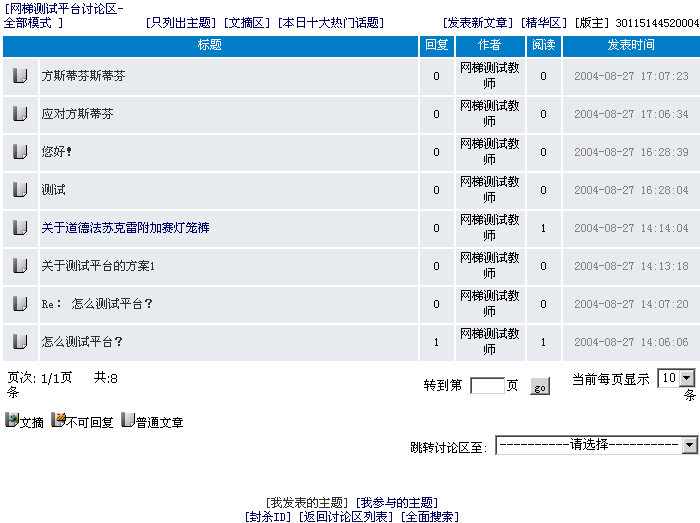 [网梯测试平台讨论区-
全部模式 ] [只列出主题] [文摘区] [本日十大热门话题] [发表新文章] [精华区] [版主] 30115144520004
标题 回复 作者 阅读 发表时间
方斯蒂芬斯蒂芬 0 网梯测试教师 0 2004-08-27 17:07:23
应对方斯蒂芬 0 网梯测试教师 0 2004-08-27 17:06:34
您好! 0 网梯测试教师 0 2004-08-27 16:28:39
测试 0 网梯测试教师 0 2004-08-27 16:28:04
关于道德法苏克雷附加赛灯笼裤 0 网梯测试教师 1 2004-08-27 14:14:04
关于测试平台的方案1 0 网梯测试教师 0 2004-08-27 14:13:18
Re: 怎么测试平台? 0 网梯测试教师 0 2004-08-27 14:07:20
怎么测试平台? 1 网梯测试教师 1 2004-08-27 14:06:06
页次: 1/1页 共:8条 转到第 页 go 当前每页显示 10 条
文摘 不可回复 普通文章
跳转讨论区至: -----------请选择-----------
[我发表的主题] [我参与的主题]
[封杀ID] [返回讨论区列表] [全面搜索]